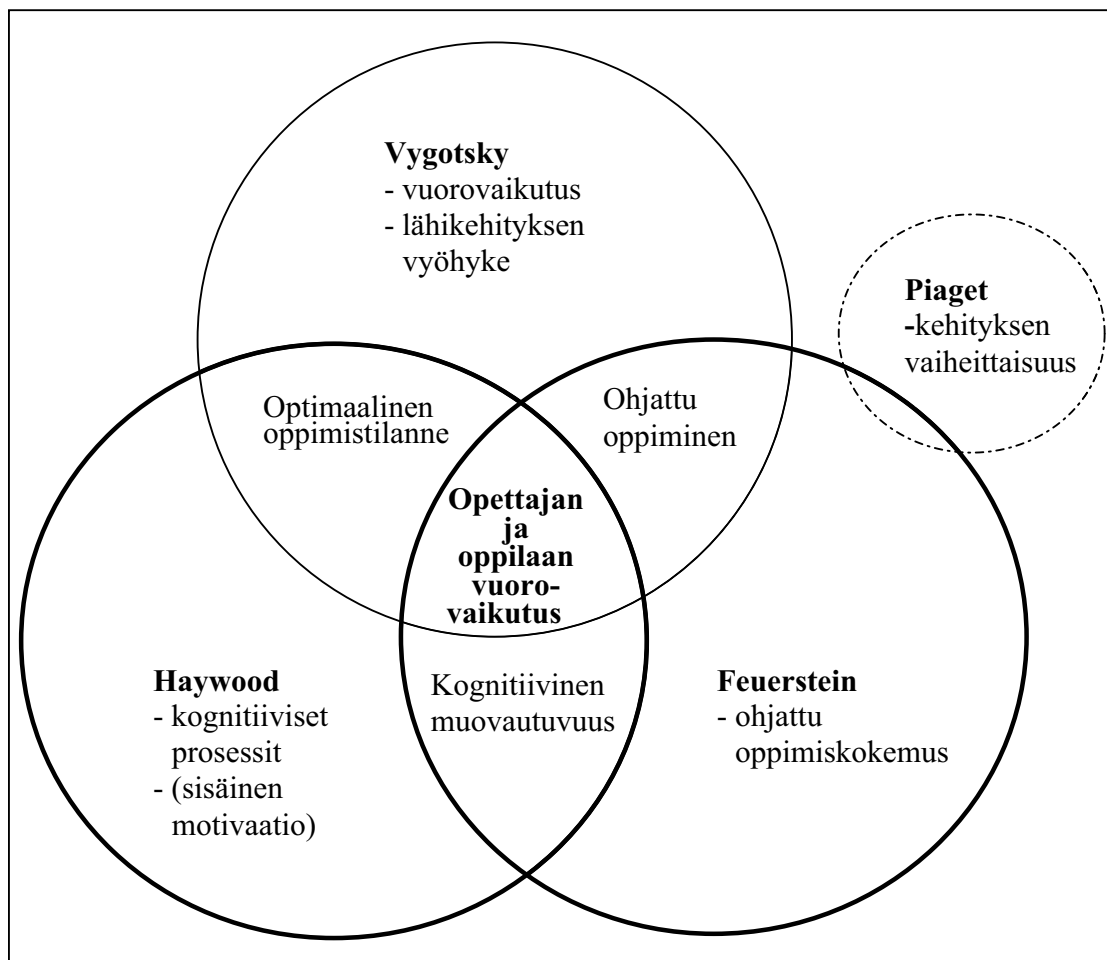 Vygotsky
- vuorovaikutus
- lähikehityksen
vyöhyke
Piaget
-kehityksen
vaiheittaisuus
Optimaalinen
oppimistilanne
Ohjattu
oppiminen
Opettajan
ja
oppilaan
vuoro-
vaikutus
Haywood
- kognitiiviset
prosessit
- (sisäinen
motivaatio)
Kognitiivinen
muovautuvuus
Feuerstein
- ohjattu
oppimiskokemus